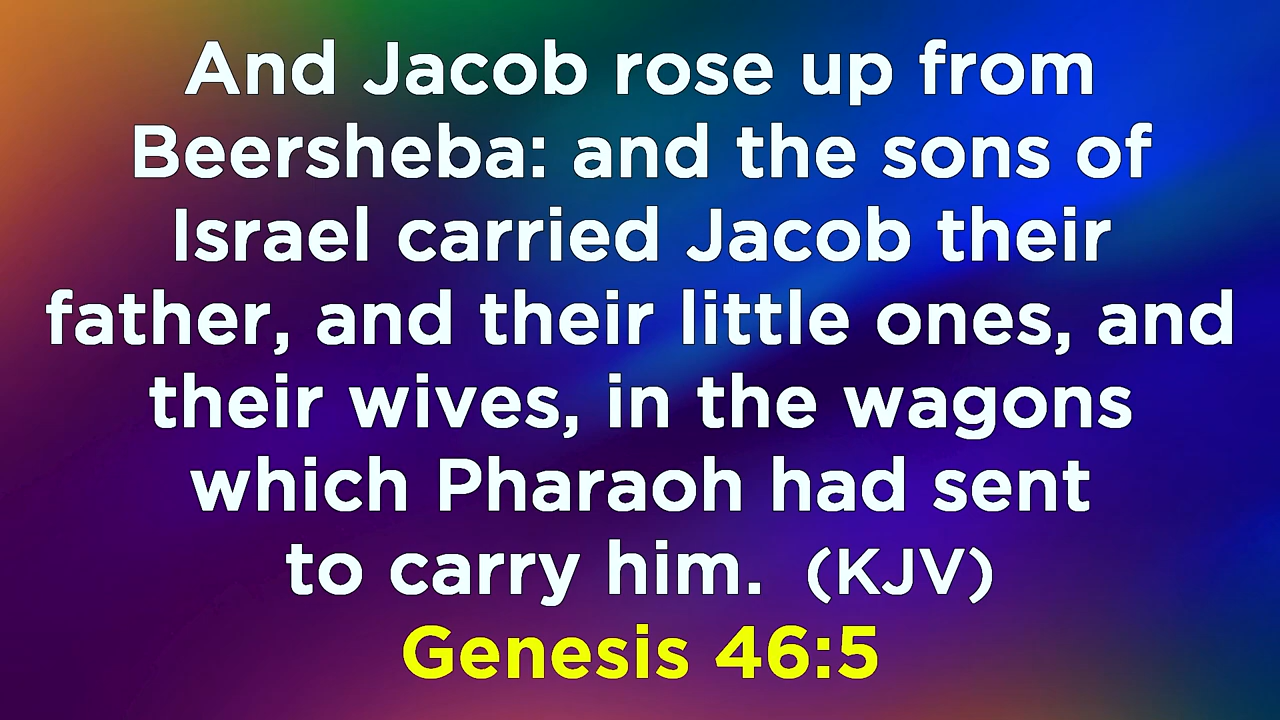 And Jacob rose up from
Beersheba: and the sons of
Israel carried Jacob their
father, and their little ones, and
their wives, in the wagons
which Pharaoh had sent
to carry him. (KJV)
Genesis 46:5